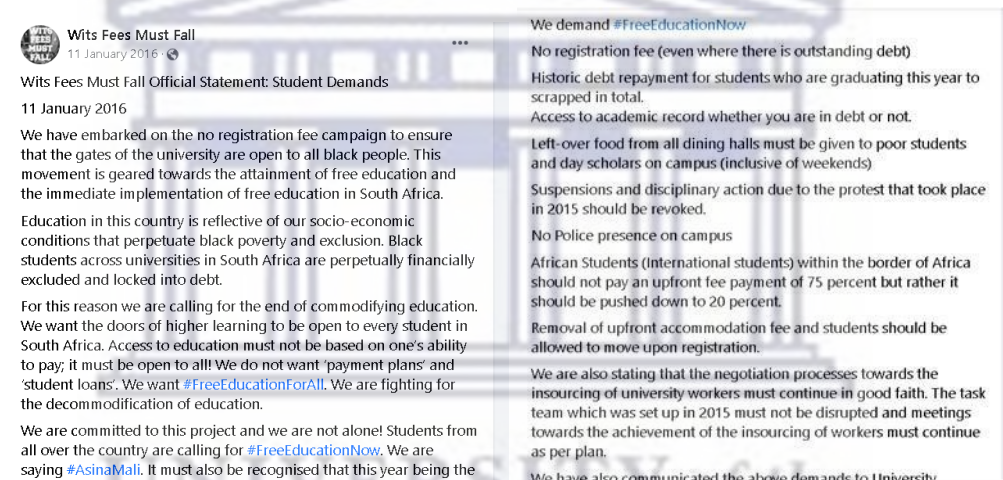 Wits Fees Must Fall
11 January 2016
Wits Fees Must Fall Official Statement: Student Demands
11 January 2016
We have embarked on the no registration fee campaign to ensure
that the gates of the university are open to all black people. This
movement is geared towards the attainment of free education and
the immediate implementation of free education in South Africa.
Education in this country is reflective of our socio-economic
conditions that perpetuate black poverty and exclusion. Black
students across universities in South Africa are perpetually financially
excluded and locked into debt.
For this reason we are calling for the end of commodifying education.
We want the doors of higher learning to be open to every student in
South Africa. Access to education must not be based on one's ability
to pay; it must be open to all! We do not want 'payment plans' and
'student loans'. We want #FreeEducationForAll. We are fighting for
the decommodification of education.
We are committed to this project and we are not alone! Students from
all over the country are calling for #FreeEducationNow. We are
saying #AsinaMali. It must also be recognised that this year being the
We demand #FreeEducationNow
No registration fee (even where there is outstanding debt)
Historic debt repayment for students who are graduating this year to
scrapped in total.
Access to academic record whether you are in debt or not.
Left-over food from all dining halls must be given to poor students
and day scholars on campus (inclusive of weekends)
Suspensions and disciplinary action due to the protest that took place
in 2015 should be revoked.
No Police presence on campus
African Students (International students) within the border of Africa
should not pay an upfront fee payment of 75 percent but rather it
should be pushed down to 20 percent.
Removal of upfront accommodation fee and students should be
allowed to move upon registration.
We are also stating that the negotiation processes towards the
insourcing of university workers must continue in good faith. The task
team which was set up in 2015 must not be disrupted and meetings
towards the achievement of the insourcing of workers must continue
as per plan.
We have also communicated the above demands to University
WITS
FEES
MUST
FALL